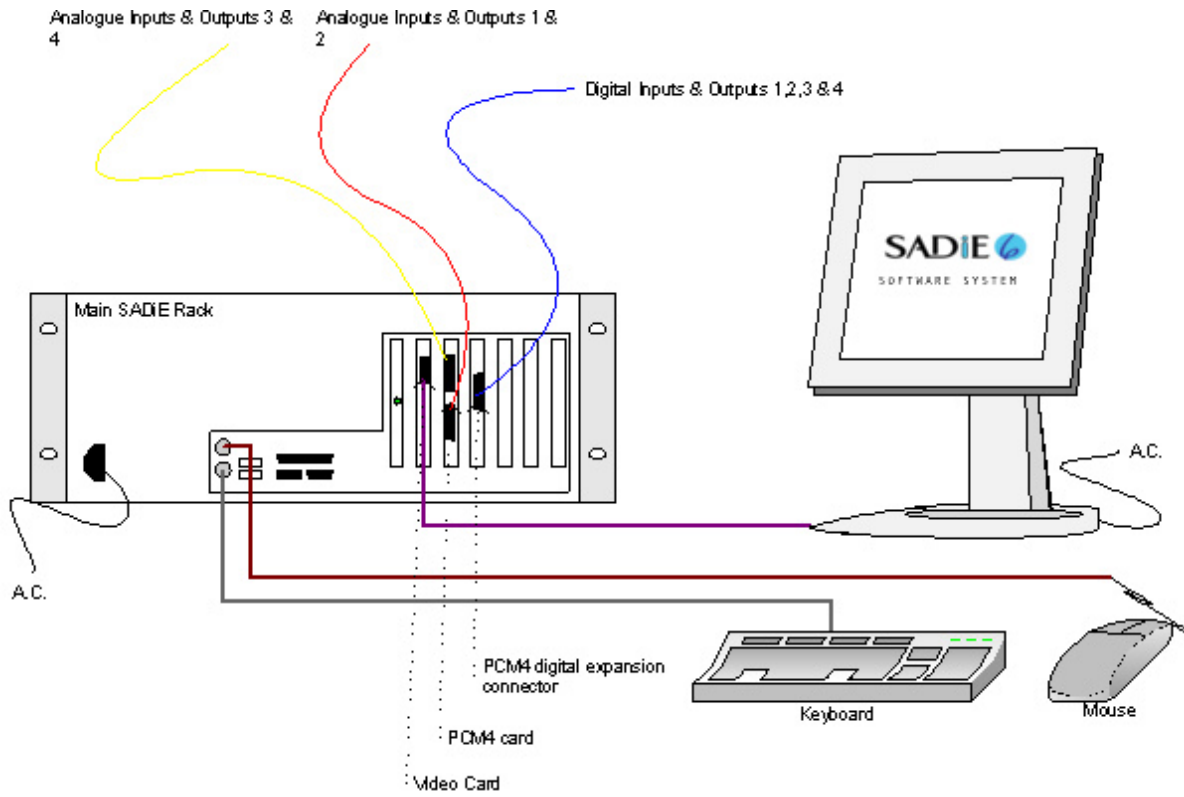 Analogue Inputs & Outputs 3 &
4
Analogue Inputs & Outputs 1 &
2
Digital Inputs & Outputs 1,2,3 & 4
Main SADiE Rack
SADiE 6
SOFTWARE SYSTEM
A.C.
A.C.
PCM4 digital expansion
connector
Keyboard
Mouse
PCM4 card
Video Card